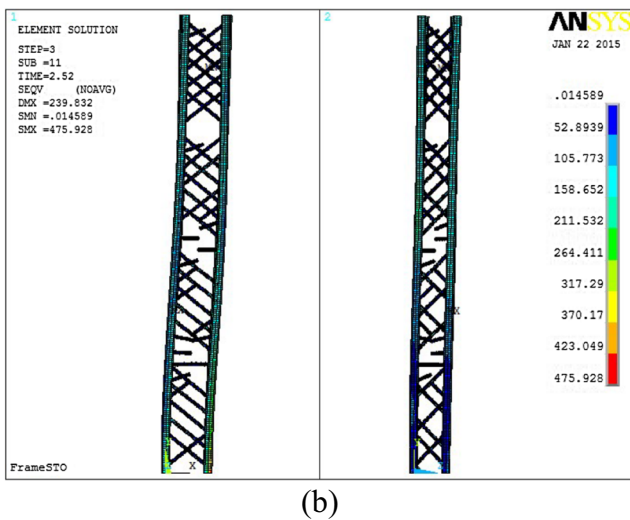 1
ELEMENT SOLUTION
STEP=3
SUB =11
TIME=2.52
SEQV (NOAVG)
DMX =239.832
SMN =.014589
SMX =475.928
X
X
FrameSTO
2
X
X
ANSYS
JAN 22 2015
.014589
52.8939
105.773
158.652
211.532
264.411
317.29
370.17
423.049
475.928
(b)